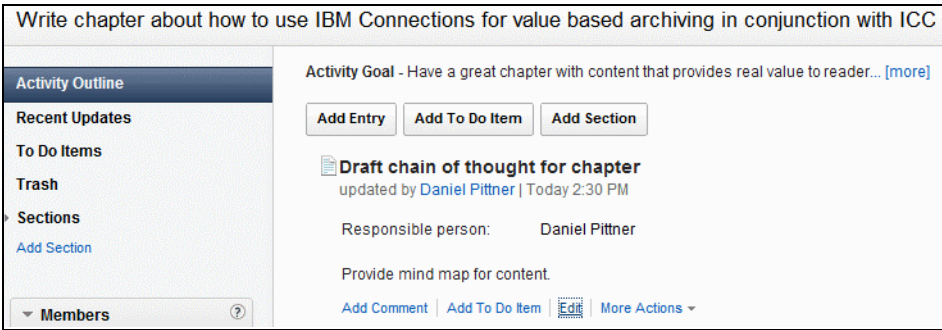 Write chapter about how to use IBM Connections for value based archiving in conjunction with ICC
Activity Outline
Recent Updates
To Do Items
Trash
Sections
Add Section
Members
?
Activity Goal - Have a great chapter with content that provides real value to reader... [more]
Add Entry Add To Do Item Add Section
Draft chain of thought for chapter
updated by Daniel Pittner | Today 2:30 PM
Responsible person: Daniel Pittner
Provide mind map for content.
Add Comment | Add To Do Item | Edit | More Actions